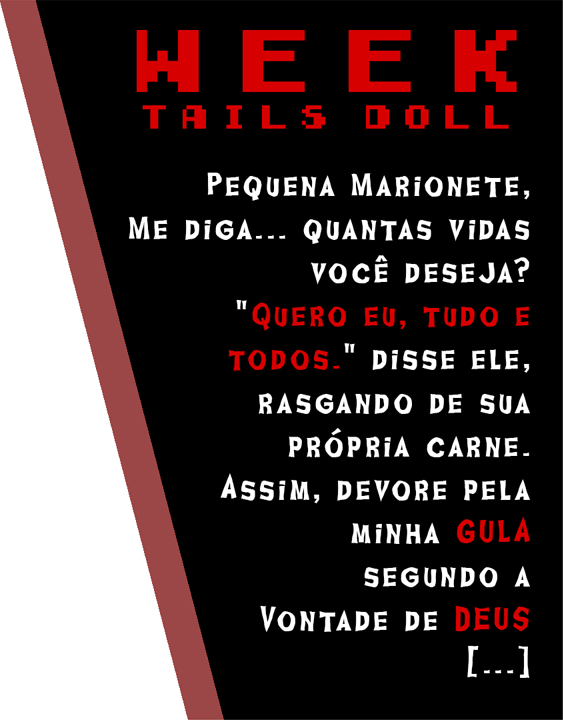 WEEK
TAILS DOLL
Pequena Marionete,
Me diga... quantas vidas
você deseja?
"Quero eu, tudo e
todos." disse ele,
rasgando de sua
própria carne.
Assim, devore pela
minha GULA
segundo a
Vontade de DEUS
[...]